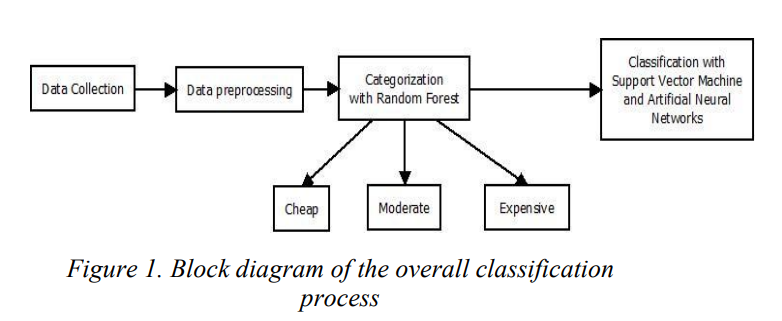 Data Collection
Data preprocessing
Categorization
with Random Forest
Classification with
Support Vector Machine
and Artificial Neural
Networks
Cheap
Moderate
Expensive
Figure 1. Block diagram of the overall classification
process